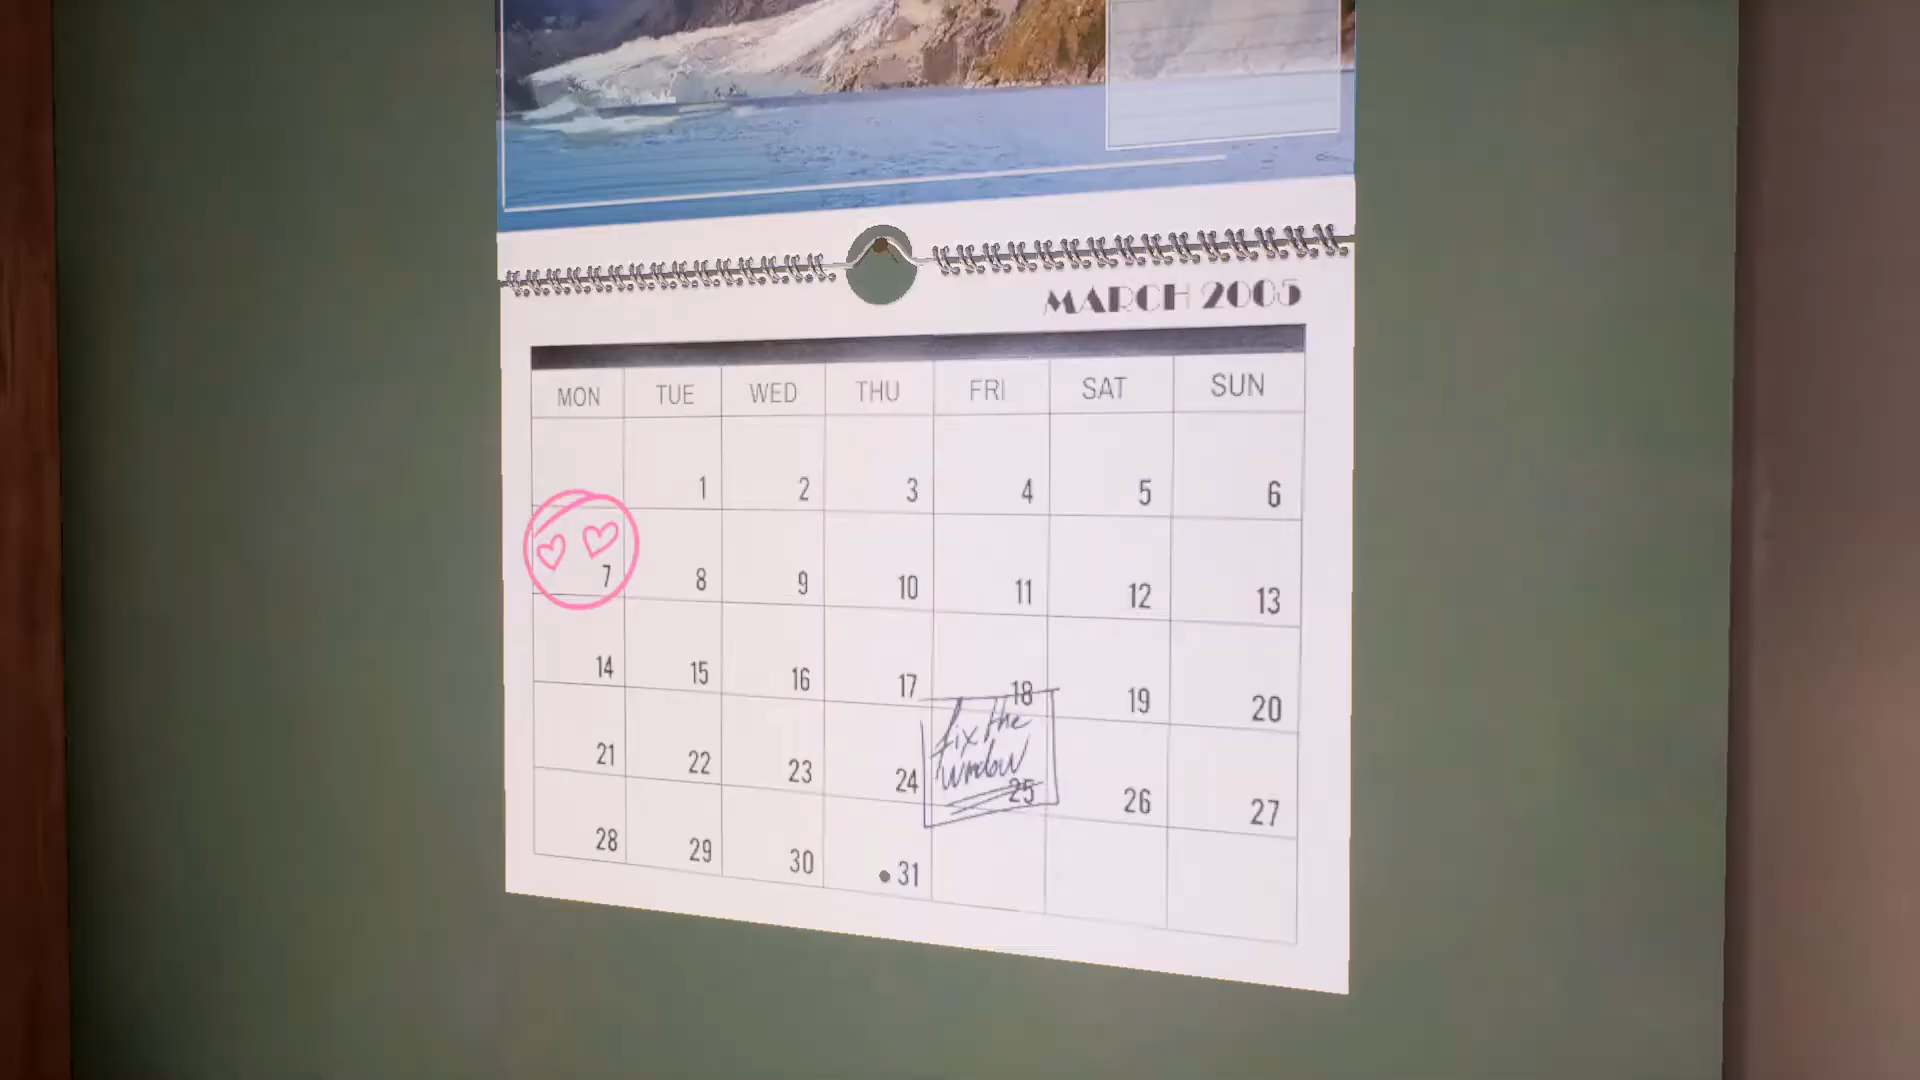 MARCH 2005
MON TUE WED THU FRI SAT SUN
1 2 3 4 5 6
7 8 9 10 11 12 13
14 15 16 17 18 19 20
fix the
window
21 22 23 24 25 26 27
28 29 30 31